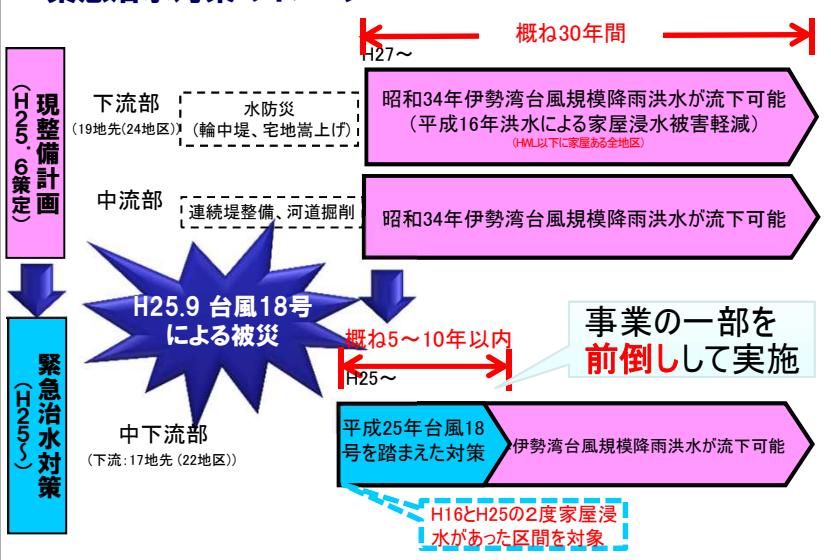 概ね30年間
H27～
現整備計画
（H25．6策定）
下流部
(19地先(24地区))
水防災
(輪中堤、宅地嵩上げ)
昭和34年伊勢湾台風規模降雨洪水が流下可能
（平成16年洪水による家屋浸水被害軽減）
(HWL以下に家屋ある全地区)
中流部
連続堤整備、河道掘削
昭和34年伊勢湾台風規模降雨洪水が流下可能
H25.9 台風18号
による被災
概ね5～10年以内
H25～
事業の一部を
前倒しして実施
緊急治水対策
（H25～）
中下流部
(下流：17地先 (22地区))
平成25年台風18
号を踏まえた対策
伊勢湾台風規模降雨洪水が流下可能
H16とH25の2度家屋浸
水があった区間を対象